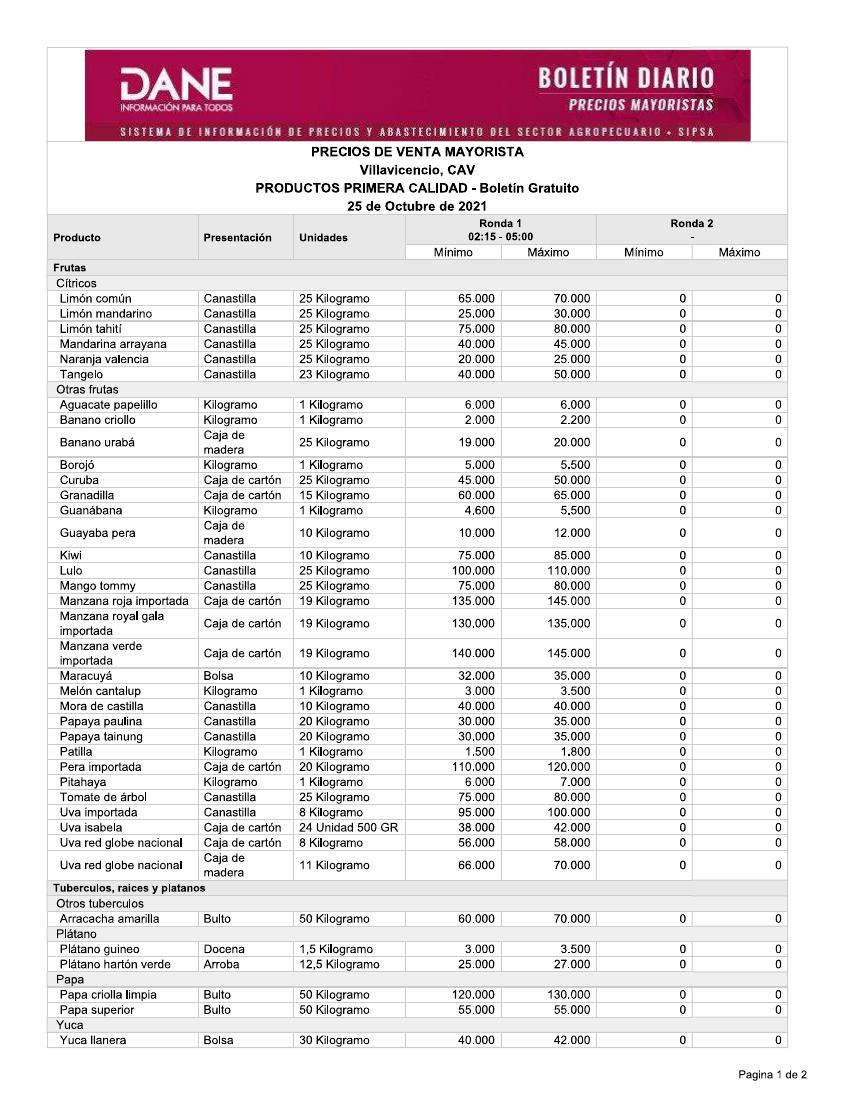 DANE
INFORMACIÓN PARA TODOS
BOLETÍN DIARIO
PRECIOS MAYORISTAS
SISTEMA DE INFORMACIÓN DE PRECIOS Y ABASTECIMIENTO DEL SECTOR AGROPECUARIO • SIPSA
PRECIOS DE VENTA MAYORISTA
Villavicencio, CAV
PRODUCTOS PRIMERA CALIDAD - Boletín Gratuito
25 de Octubre de 2021
Producto Presentación Unidades Ronda 1 Ronda 2
02:15 - 05:00 -
Mínimo Máximo Mínimo Máximo
Frutas
Cítricos
Limón común Canastilla 25 Kilogramo 65.000 70.000 0 0
Limón mandarino Canastilla 25 Kilogramo 25.000 30.000 0 0
Limón tahití Canastilla 25 Kilogramo 75.000 80.000 0 0
Mandarina arrayana Canastilla 25 Kilogramo 40.000 45.000 0 0
Naranja valencia Canastilla 25 Kilogramo 20.000 25.000 0 0
Tangelo Canastilla 23 Kilogramo 40.000 50.000 0 0
Otras frutas
Aguacate papelillo Kilogramo 1 Kilogramo 6.000 6.000 0 0
Banano criollo Kilogramo 1 Kilogramo 2.000 2.200 0 0
Banano urabá Caja de madera 25 Kilogramo 19.000 20.000 0 0
Borojó Kilogramo 1 Kilogramo 5.000 5.500 0 0
Curuba Caja de cartón 25 Kilogramo 45.000 50.000 0 0
Granadilla Caja de cartón 15 Kilogramo 60.000 65.000 0 0
Guanábana Kilogramo 1 Kilogramo 4.600 5.500 0 0
Guayaba pera Caja de madera 10 Kilogramo 10.000 12.000 0 0
Kiwi Canastilla 10 Kilogramo 75.000 85.000 0 0
Lulo Canastilla 25 Kilogramo 100.000 110.000 0 0
Mango tommy Canastilla 25 Kilogramo 75.000 80.000 0 0
Manzana roja importada Caja de cartón 19 Kilogramo 135.000 145.000 0 0
Manzana royal gala importada Caja de cartón 19 Kilogramo 130.000 135.000 0 0
Manzana verde importada Caja de cartón 19 Kilogramo 140.000 145.000 0 0
Maracuyá Bolsa 10 Kilogramo 32.000 35.000 0 0
Melón cantalup Kilogramo 1 Kilogramo 3.000 3.500 0 0
Mora de castilla Canastilla 10 Kilogramo 40.000 40.000 0 0
Papaya paulina Canastilla 20 Kilogramo 30.000 35.000 0 0
Papaya tainung Canastilla 20 Kilogramo 30.000 35.000 0 0
Patilla Kilogramo 1 Kilogramo 1.500 1.800 0 0
Pera importada Caja de cartón 20 Kilogramo 110.000 120.000 0 0
Pitahaya Kilogramo 1 Kilogramo 6.000 7.000 0 0
Tomate de árbol Canastilla 25 Kilogramo 75.000 80.000 0 0
Uva importada Canastilla 8 Kilogramo 95.000 100.000 0 0
Uva isabela Caja de cartón 24 Unidad 500 GR 38.000 42.000 0 0
Uva red globe nacional Caja de cartón 8 Kilogramo 56.000 58.000 0 0
Uva red globe nacional Caja de madera 11 Kilogramo 66.000 70.000 0 0
Tuberculos, raices y platanos
Otros tuberculos
Arracacha amarilla Bulto 50 Kilogramo 60.000 70.000 0 0
Plátano
Plátano guineo Docena 1,5 Kilogramo 3.000 3.500 0 0
Plátano hartón verde Arroba 12,5 Kilogramo 25.000 27.000 0 0
Papa
Papa criolla limpia Bulto 50 Kilogramo 120.000 130.000 0 0
Papa superior Bulto 50 Kilogramo 55.000 55.000 0 0
Yuca
Yuca llanera Bolsa 30 Kilogramo 40.000 42.000 0 0
Pagina 1 de 2